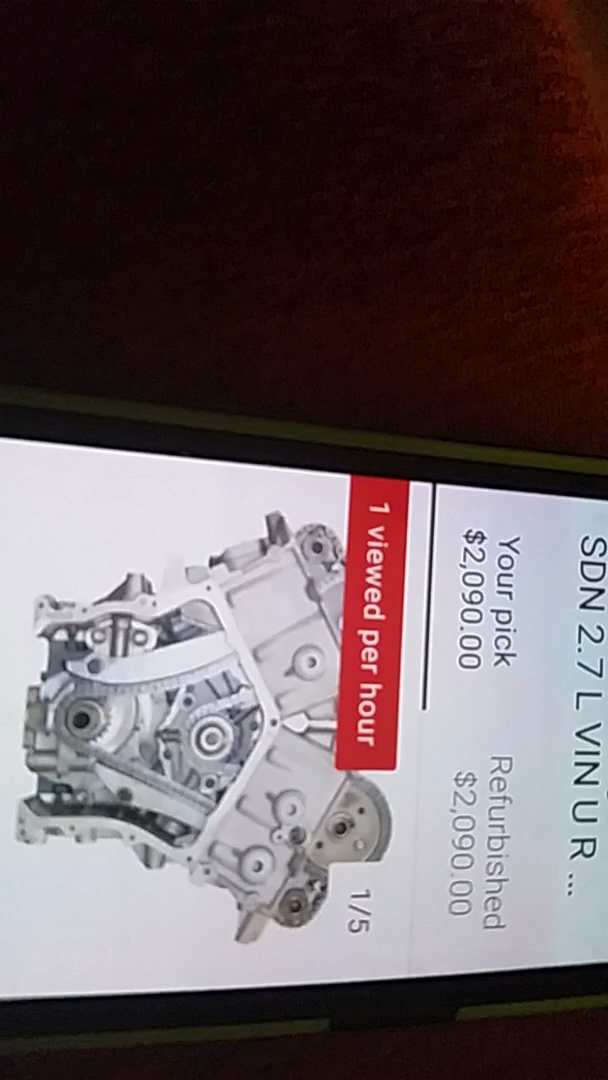 SDN 2.7 L VIN U R ...
Your pick
$2,090.00
Refurbished
$2,090.00
1 viewed per hour
1/5